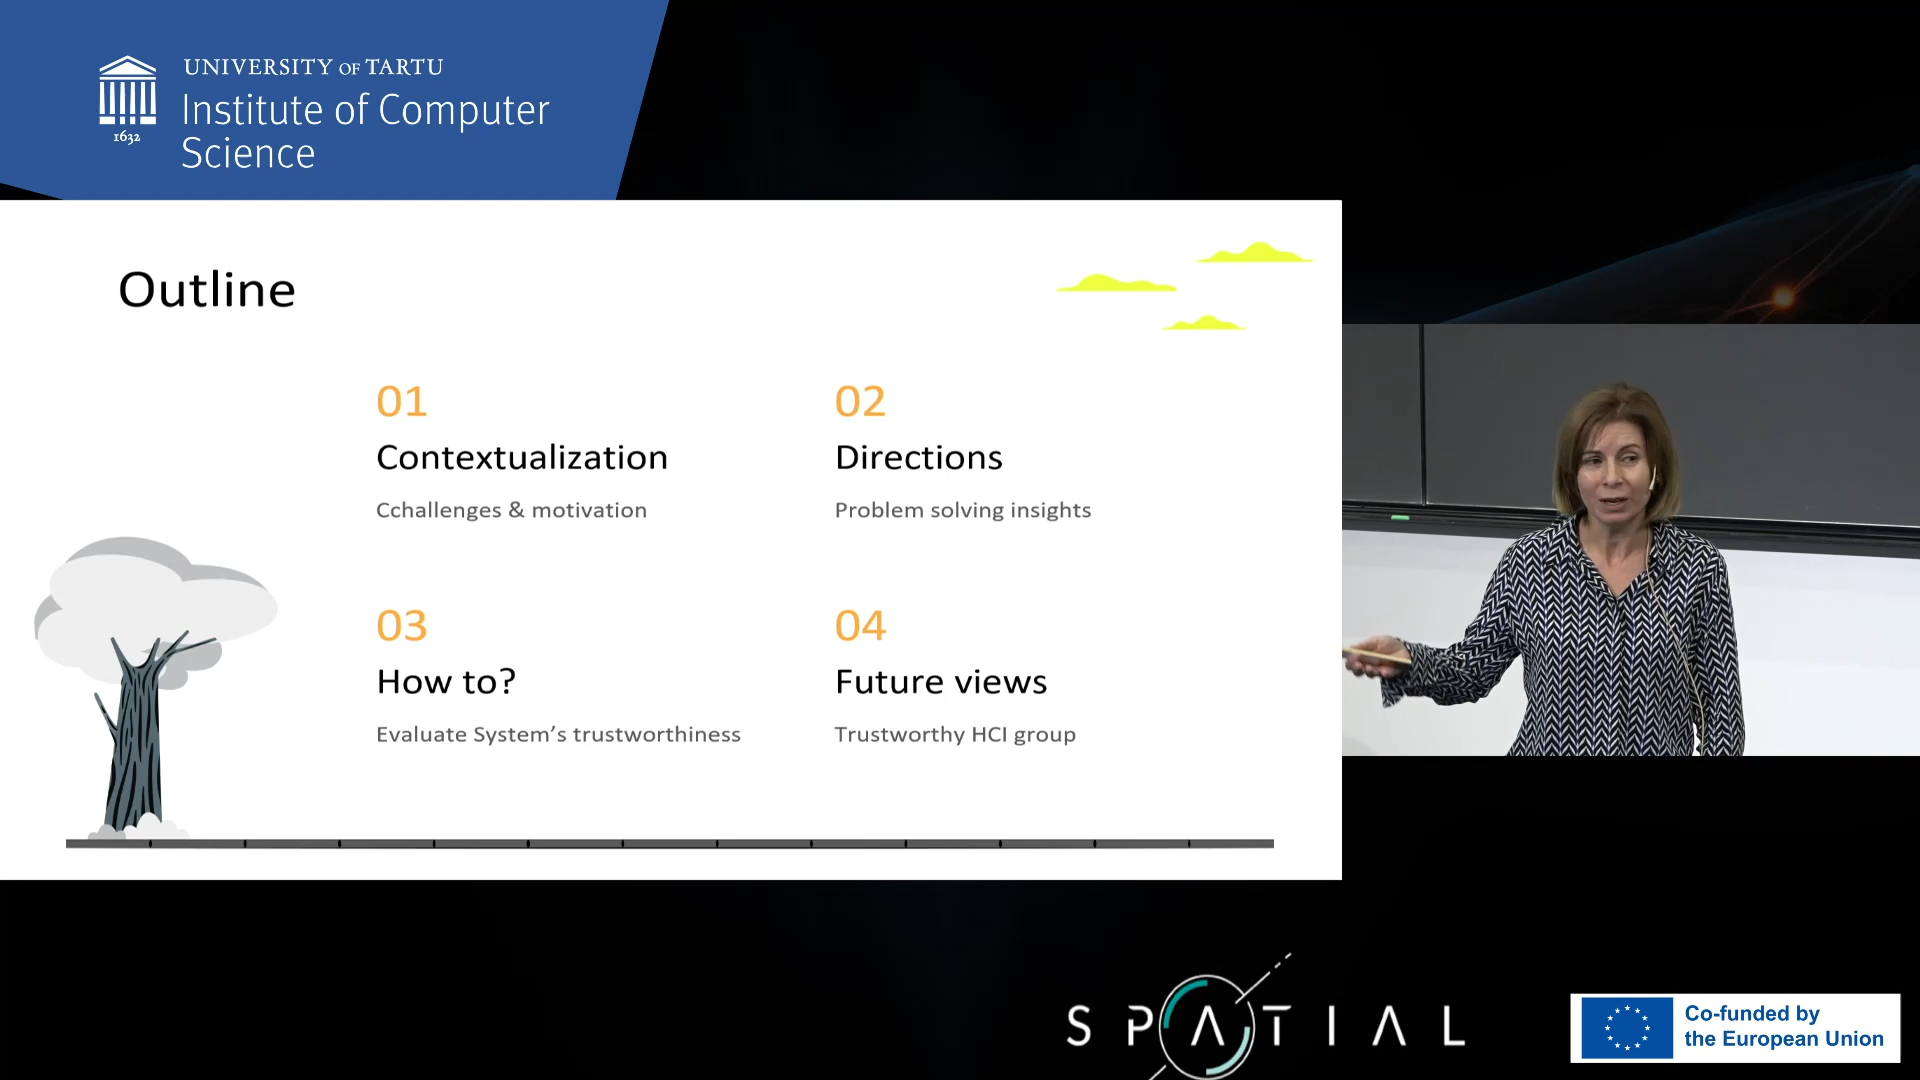 UNIVERSITY OF TARTU
Institute of Computer
Science
1632
Outline
01
Contextualization
Cchallenges & motivation
02
Directions
Problem solving insights
03
How to?
Evaluate System’s trustworthiness
04
Future views
Trustworthy HCI group
SPATIAL
Co-funded by
the European Union